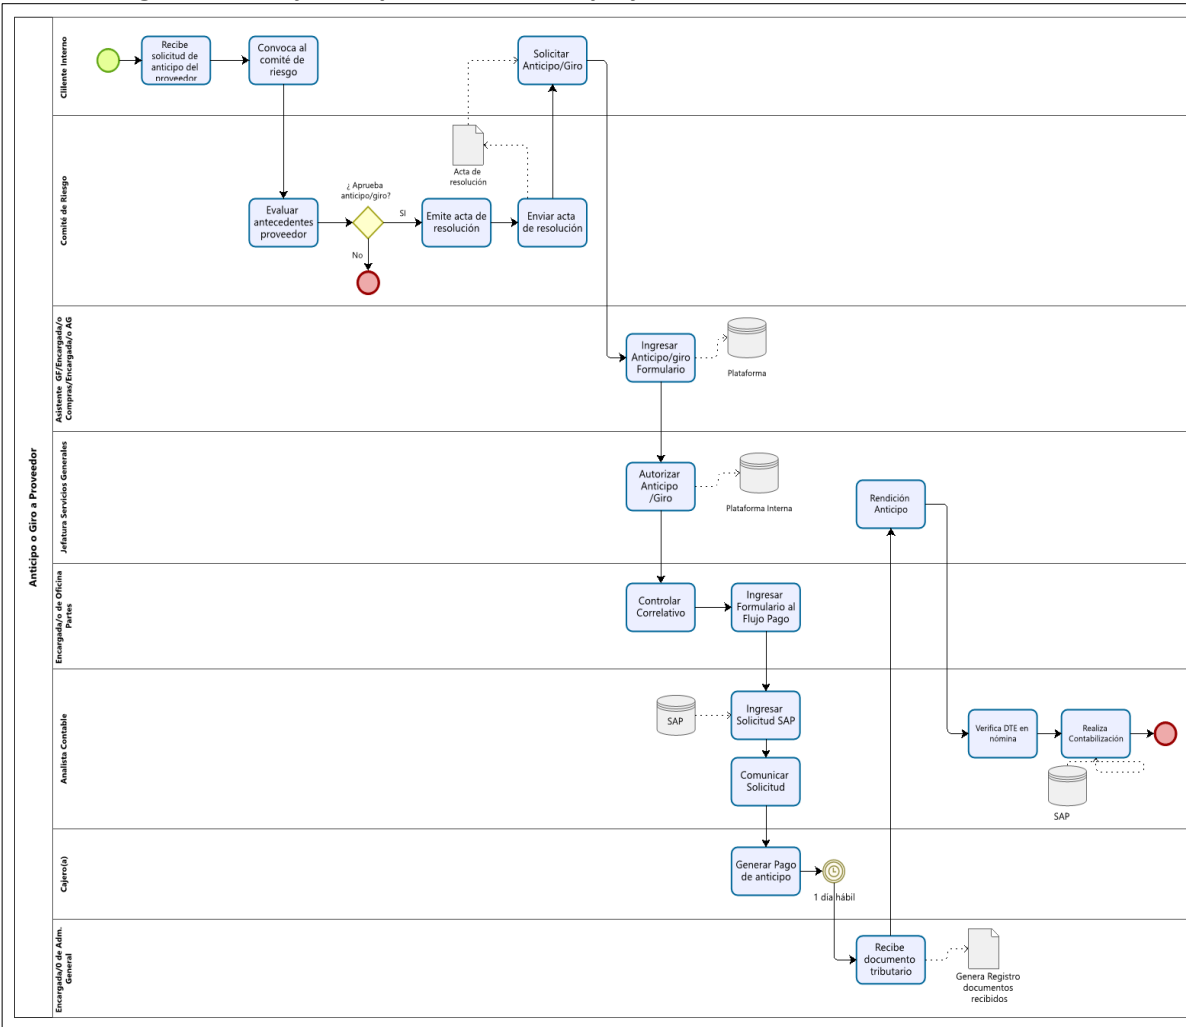 Anticipo o Giro a Proveedor
Cliiente Interno
Recibe
solicitud de
anticipo del
proveedor
Convoca al
comité de
riesgo
Solicitar
Anticipo/Giro
Comité de Riesgo
Acta de
resolución
¿ Aprueba
anticipo/giro?
SI
No
Evaluar
antecedentes
proveedor
Emite acta de
resolución
Enviar acta
de resolución
Asistente GF/Encargada/o
Compras/Encargada/o AG
Ingresar
Anticipo/giro
Formulario
Plataforma
Jefatura Servicios Generales
Autorizar
Anticipo
/Giro
Plataforma Interna
Rendición
Anticipo
Encargada/o de Oficina
Partes
Controlar
Correlativo
Ingresar
Formulario al
Flujo Pago
Analista Contable
SAP
Ingresar
Solicitud SAP
Comunicar
Solicitud
Verifica DTE en
nómina
Realiza
Contabilización
SAP
Cajero(a)
Generar Pago
de anticipo
1 día hábil
Encargada/0 de Adm.
General
Recibe
documento
tributario
Genera Registro
documentos
recibidos